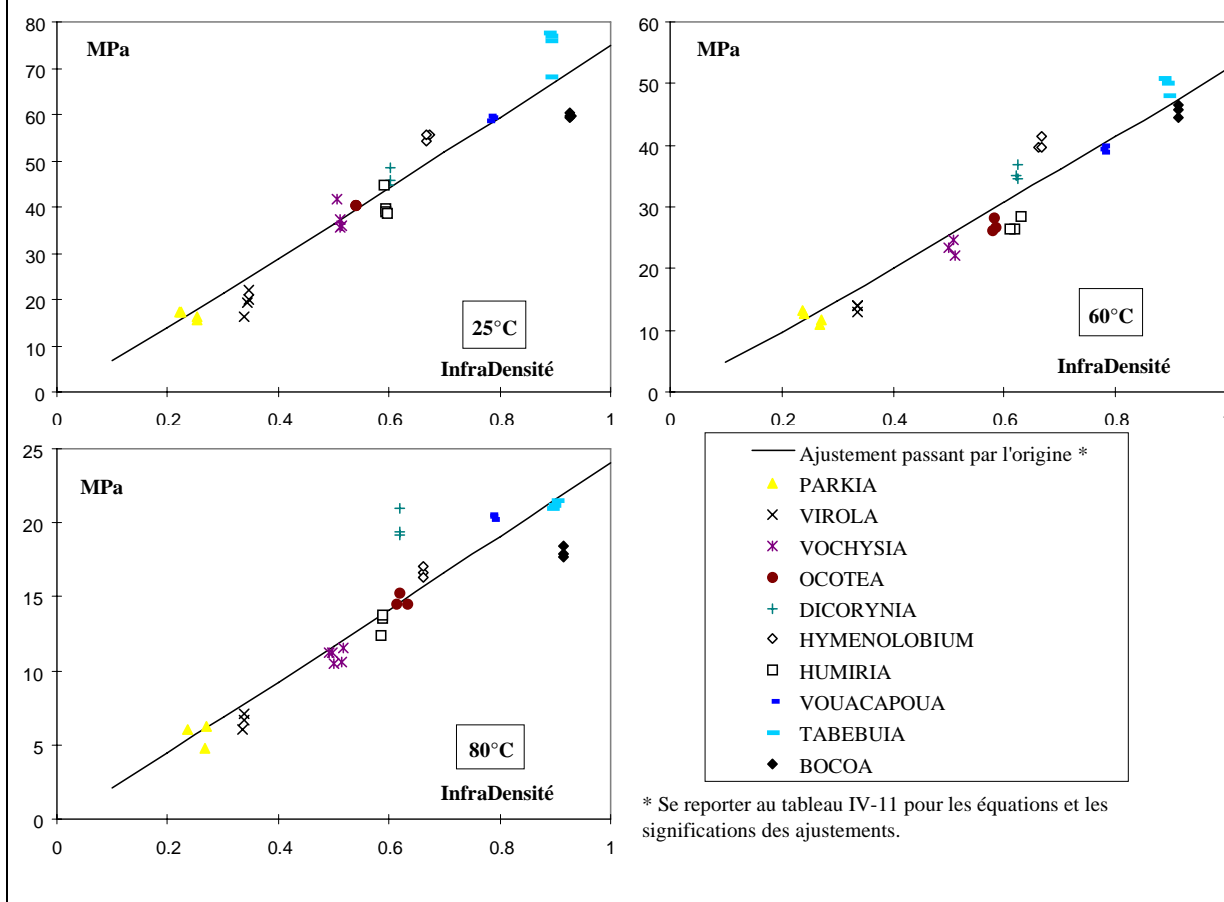 80
70
60
50
40
30
20
10
0
MPa
25°C
InfraDensité
0 0.2 0.4 0.6 0.8 1
60
50
40
30
20
10
0
MPa
60°C
InfraDensité
0 0.2 0.4 0.6 0.8 1
25
20
15
10
5
0
MPa
80°C
InfraDensité
0 0.2 0.4 0.6 0.8 1
Ajustement passant par l'origine *
PARKIA
VIROLA
VOCHYSIA
OCOTEA
DICORYNIA
HYMENOLOBIUM
HUMIRIA
VOUACAPOUA
TABEBUIA
BOCOA
* Se reporter au tableau IV-11 pour les équations et les
significations des ajustements.